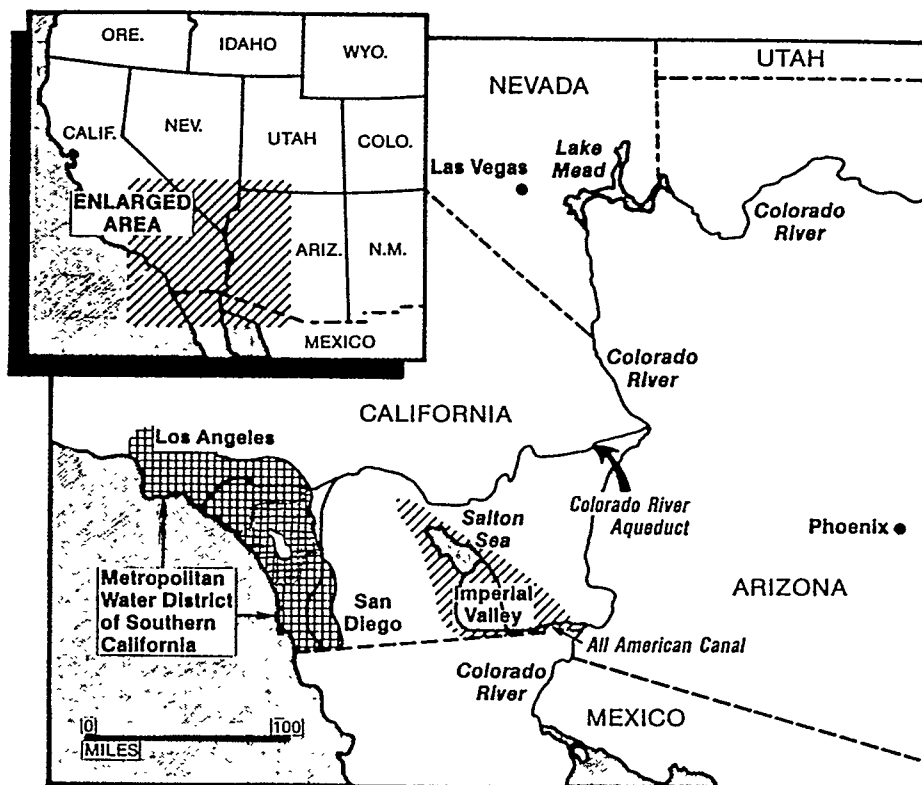 ORE.
IDAHO
WYO.
CALIF.
NEV.
UTAH
COLO.
ENLARGED
AREA
ARIZ.
N.M.
MEXICO
NEVADA
UTAH
Las Vegas
Lake
Mead
Colorado
River
Colorado
River
CALIFORNIA
Los Angeles
Colorado River
Aqueduct
Salton
Sea
Phoenix
ARIZONA
Metropolitan
Water District
of Southern
California
San
Diego
Imperial
Valley
All American Canal
Colorado
River
MEXICO
0 100
MILES